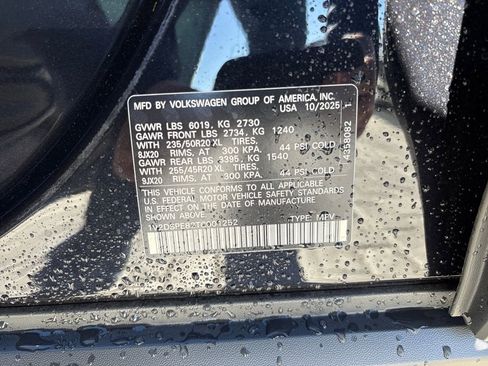 MFD BY VOLKSWAGEN GROUP OF AMERICA, INC.
USA 10/2025
GVWR LBS 6019, KG 2730
GAWR FRONT LBS 2734, KG 1240
WITH 235/50R20 XL TIRES.
8JX20 RIMS, AT 300 KPA. 44 PSI COLD
GAWR REAR LBS 3395, KG 1540
WITH 255/45R20 XL TIRES.
9JX20 RIMS, AT 300 KPA. 44 PSI COLD
THIS VEHICLE CONFORMS TO ALL APPLICABLE
U.S. FEDERAL MOTOR VEHICLE SAFETY STANDARDS
IN EFFECT ON THE DATE OF MANUFACTURE
SHOWN ABOVE.
TYPE: MPV
4358082 1